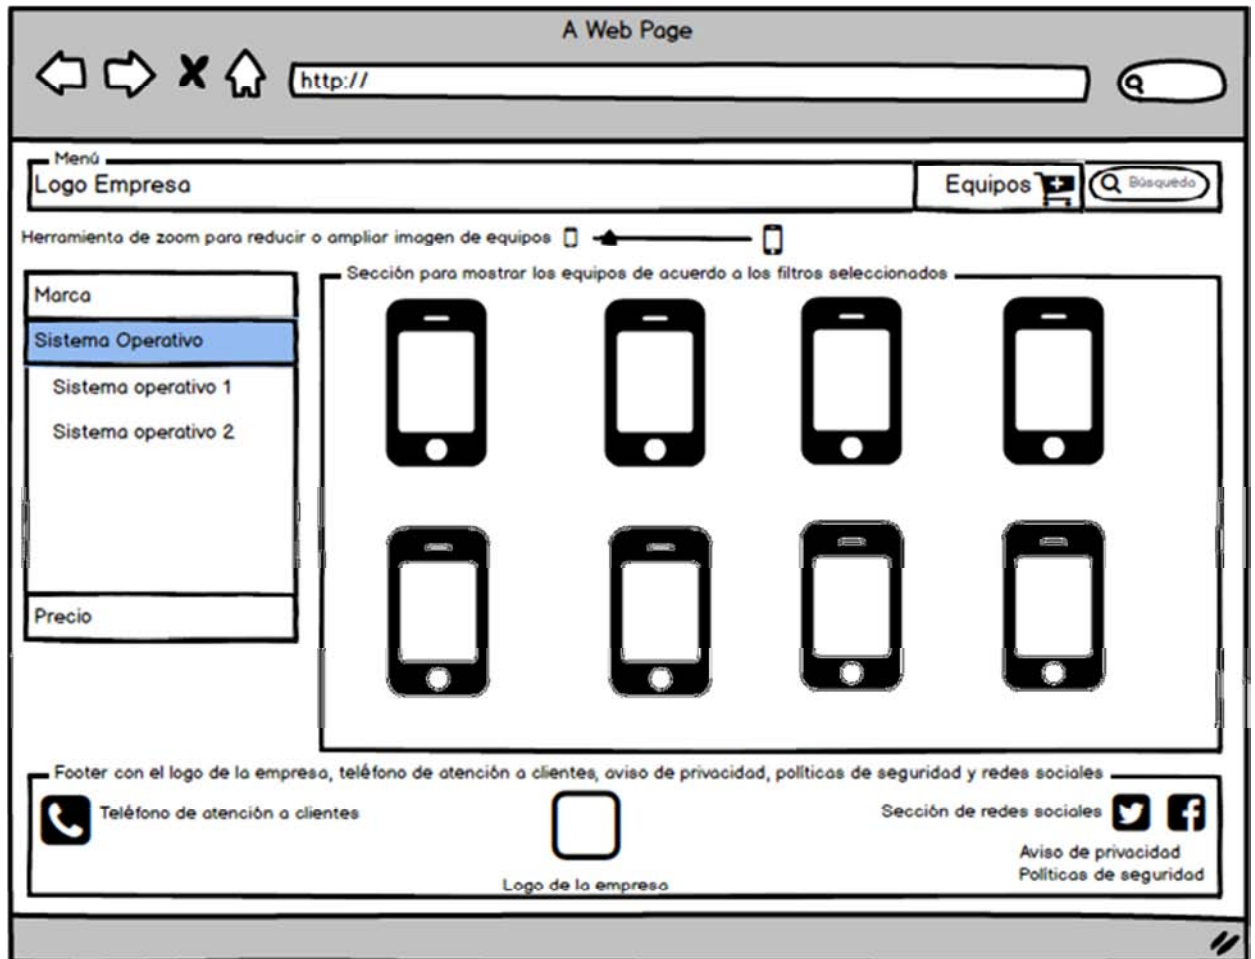 A Web Page
http://
Menú
Logo Empresa
Equipos
Búsqueda
Herramienta de zoom para reducir o ampliar imagen de equipos
Sección para mostrar los equipos de acuerdo a los filtros seleccionados
Marca
Sistema Operativo
Sistema operativo 1
Sistema operativo 2
Precio
Footer con el logo de la empresa, teléfono de atención a clientes, aviso de privacidad, políticas de seguridad y redes sociales
Teléfono de atención a clientes
Logo de la empresa
Sección de redes sociales
Aviso de privacidad
Políticas de seguridad